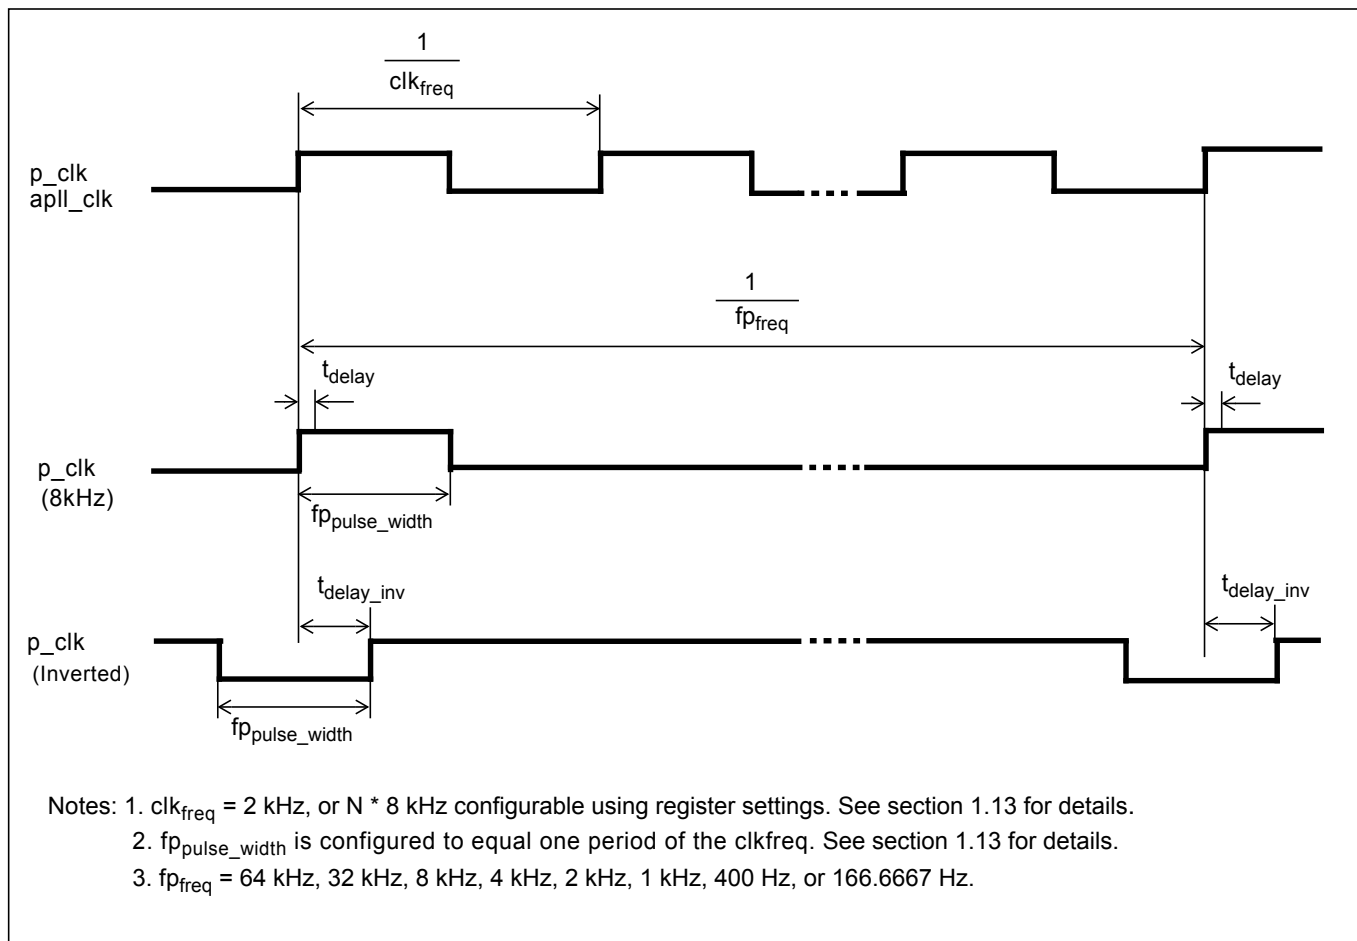 1
clkfreq
p_clk
apll_clk
1
fpfreq
tdelay
tdelay
p_clk
(8kHz)
fppulse_width
tdelay_inv
tdelay_inv
p_clk
(Inverted)
fppulse_width
Notes: 1. clkfreq = 2 kHz, or N * 8 kHz configurable using register settings. See section 1.13 for details.
2. fppulse_width is configured to equal one period of the clkfreq. See section 1.13 for details.
3. fpfreq = 64 kHz, 32 kHz, 8 kHz, 4 kHz, 2 kHz, 1 kHz, 400 Hz, or 166.6667 Hz.